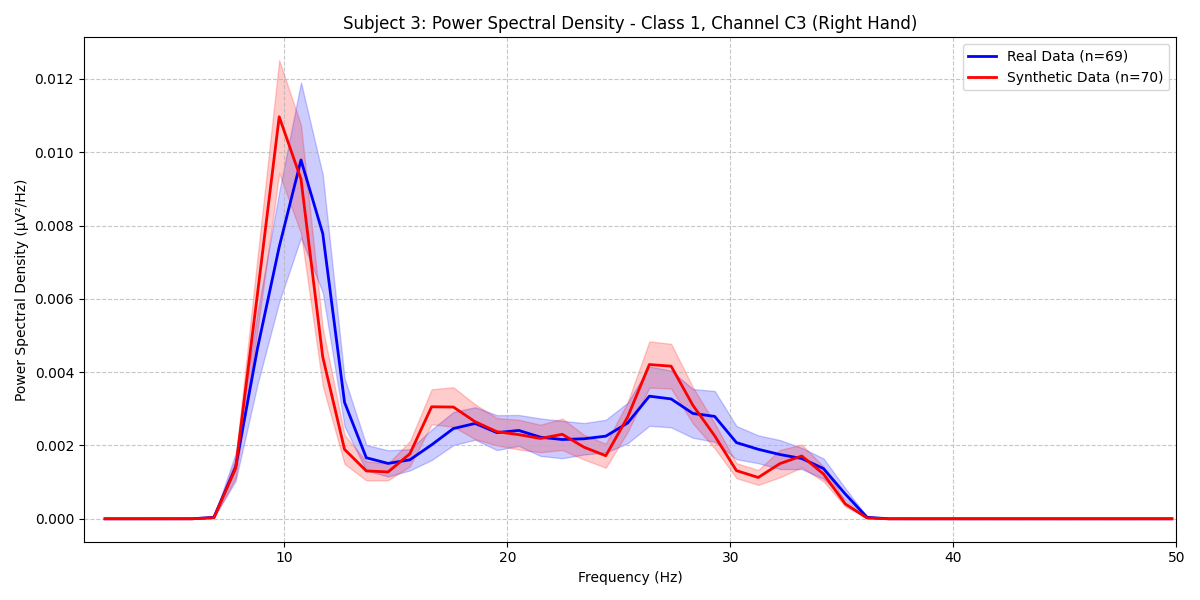 Subject 3: Power Spectral Density - Class 1, Channel C3 (Right Hand)
Real Data (n=69)
Synthetic Data (n=70)
Power Spectral Density (µV²/Hz)
0.012
0.010
0.008
0.006
0.004
0.002
0.000
10
20
30
40
50
Frequency (Hz)